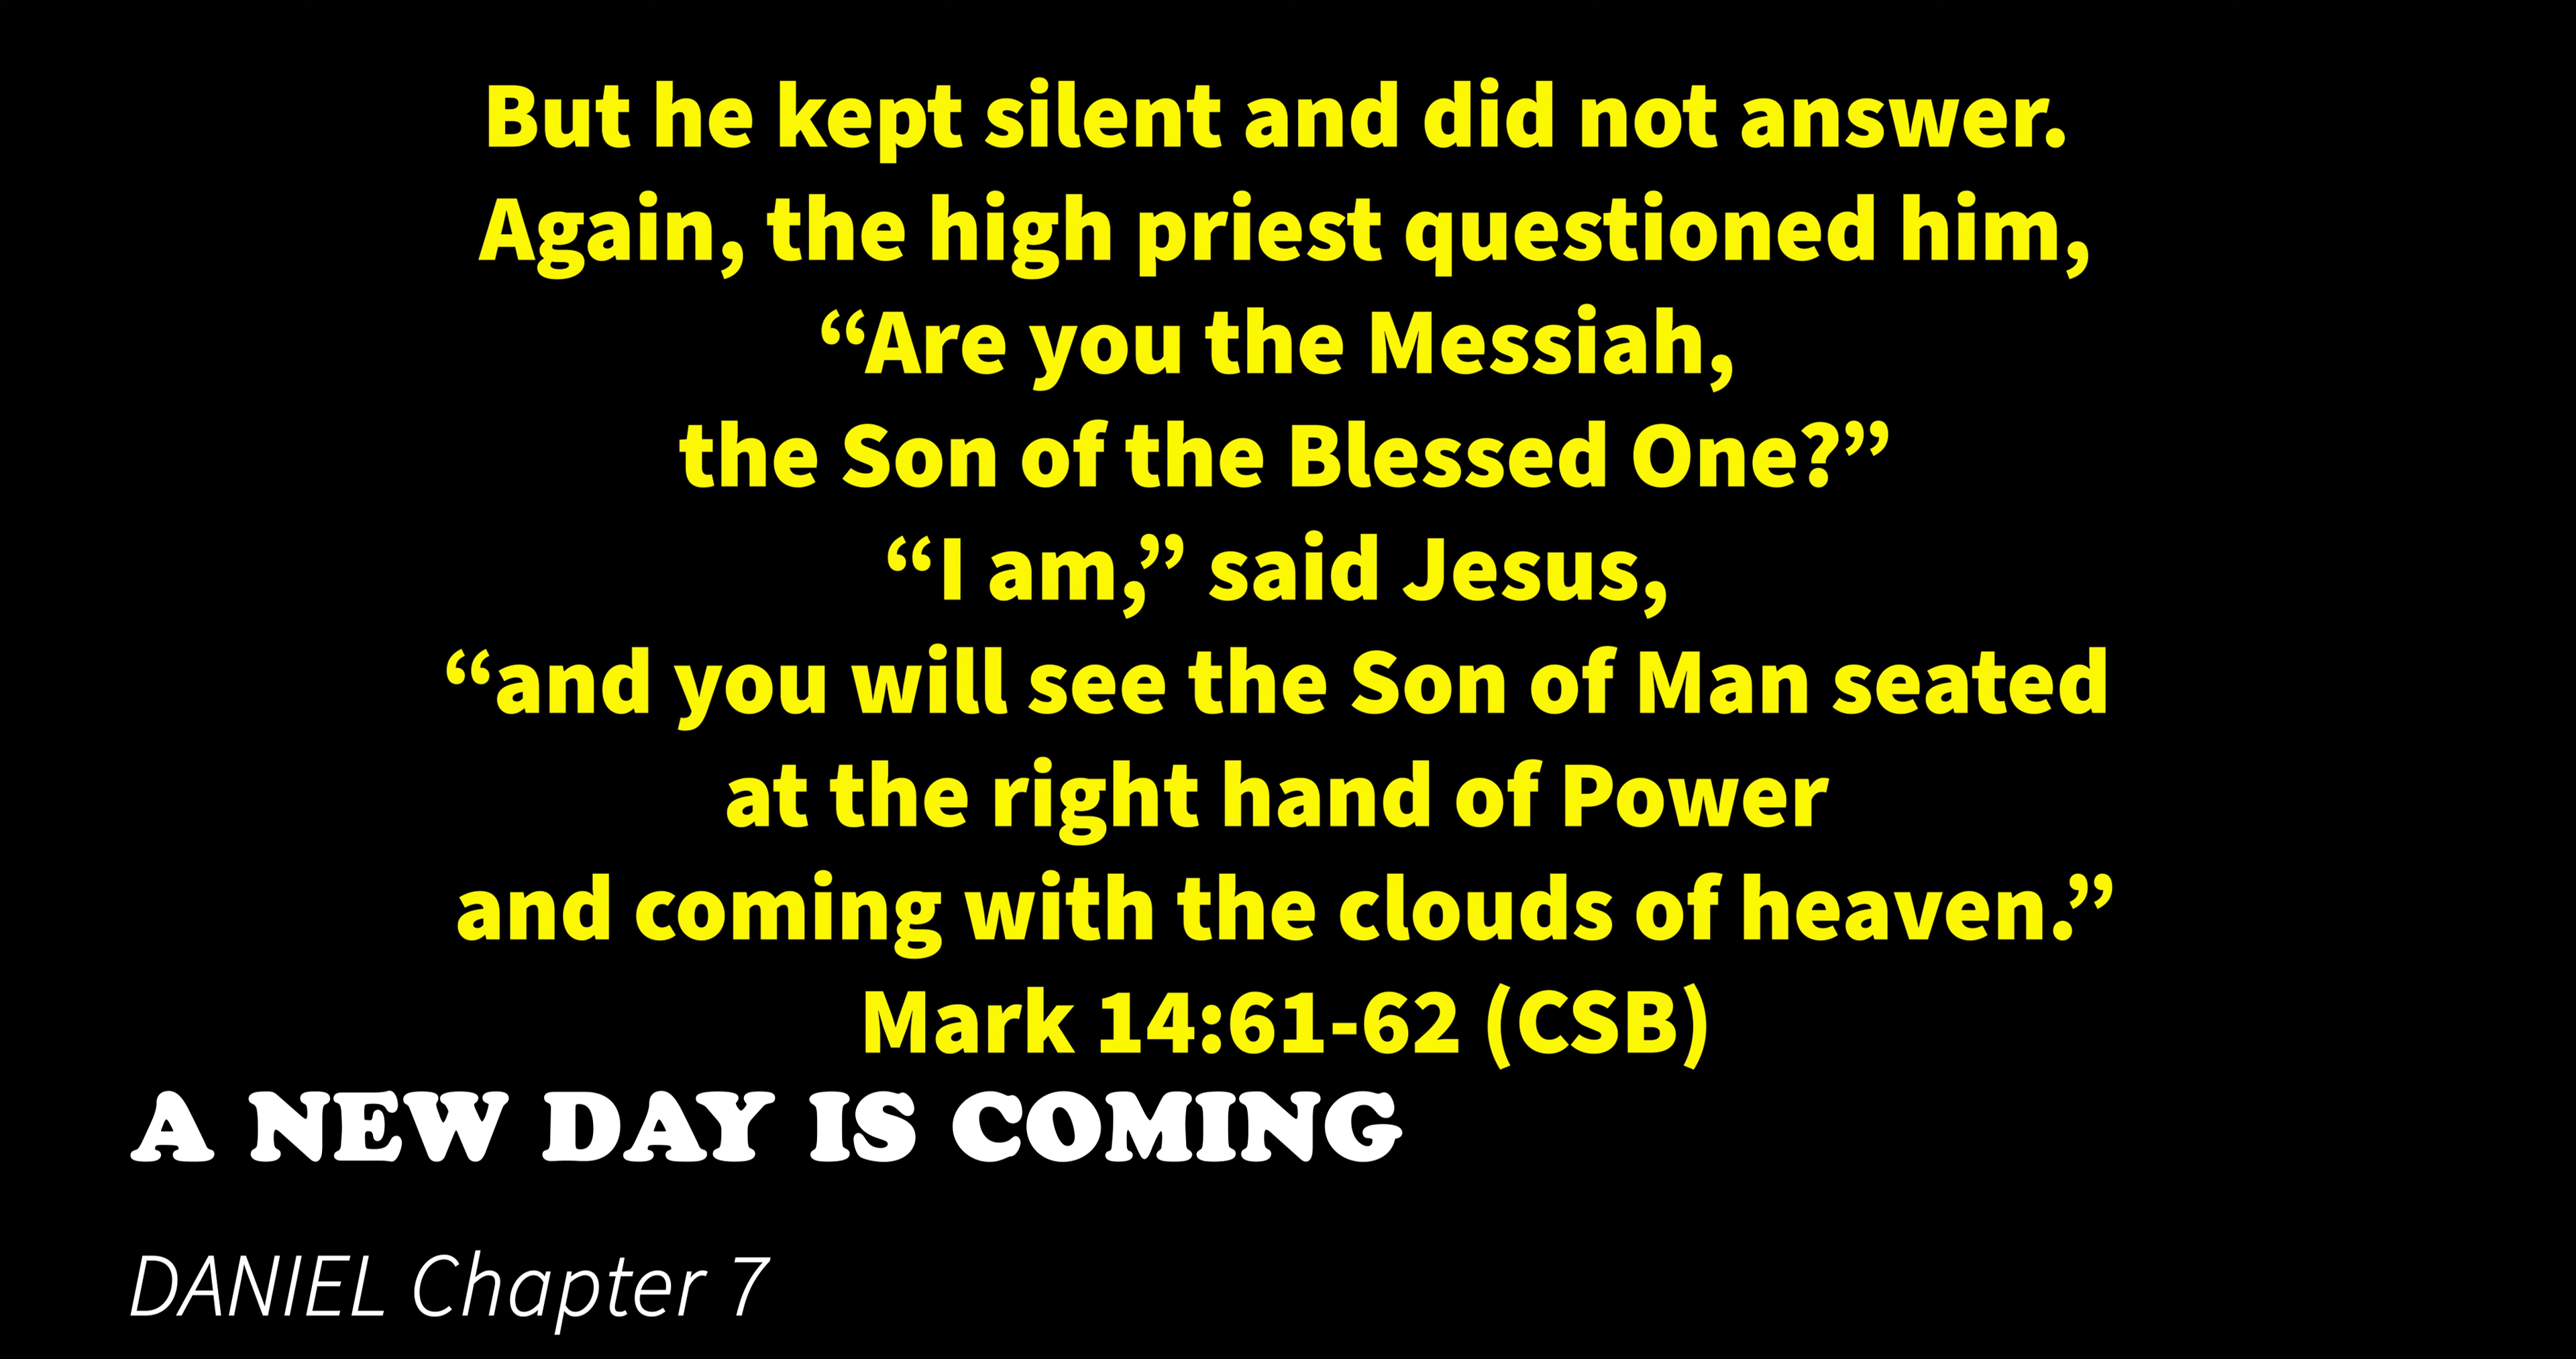 But he kept silent and did not answer.
Again, the high priest questioned him,
“Are you the Messiah,
the Son of the Blessed One?”
“I am,” said Jesus,
“and you will see the Son of Man seated
at the right hand of Power
and coming with the clouds of heaven.”
Mark 14:61-62 (CSB)
A NEW DAY IS COMING
DANIEL Chapter 7